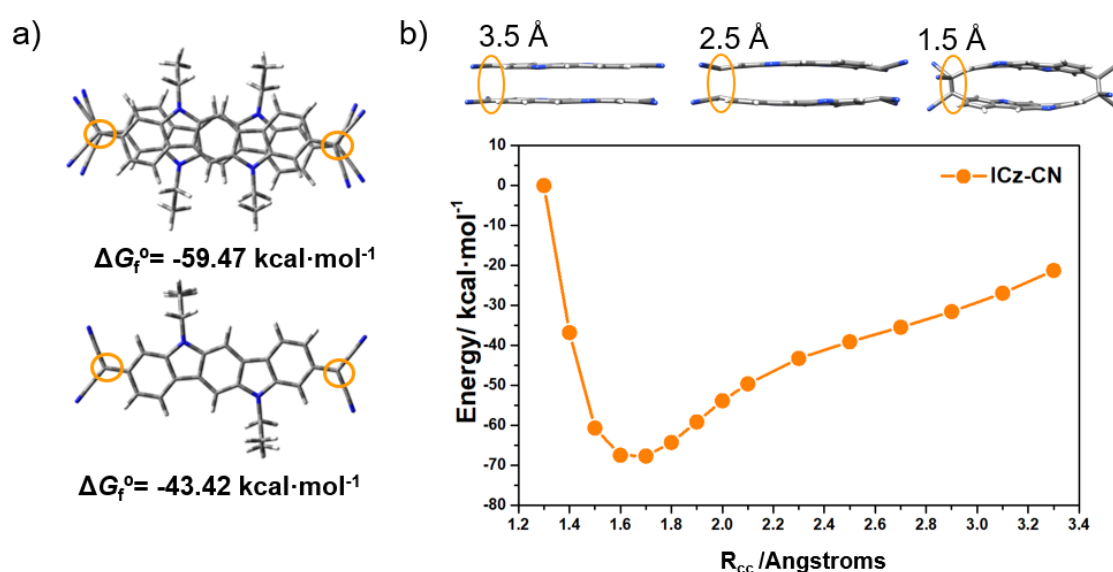 a)
ΔG_f^o= -59.47 kcal·mol^-1
ΔG_f^o= -43.42 kcal·mol^-1
b)
3.5 Å
2.5 Å
1.5 Å
ICz-CN
Energy/ kcal·mol^-1
10
0
-10
-20
-30
-40
-50
-60
-70
-80
1.2 1.4 1.6 1.8 2.0 2.2 2.4 2.6 2.8 3.0 3.2 3.4
R_cc /Angstroms